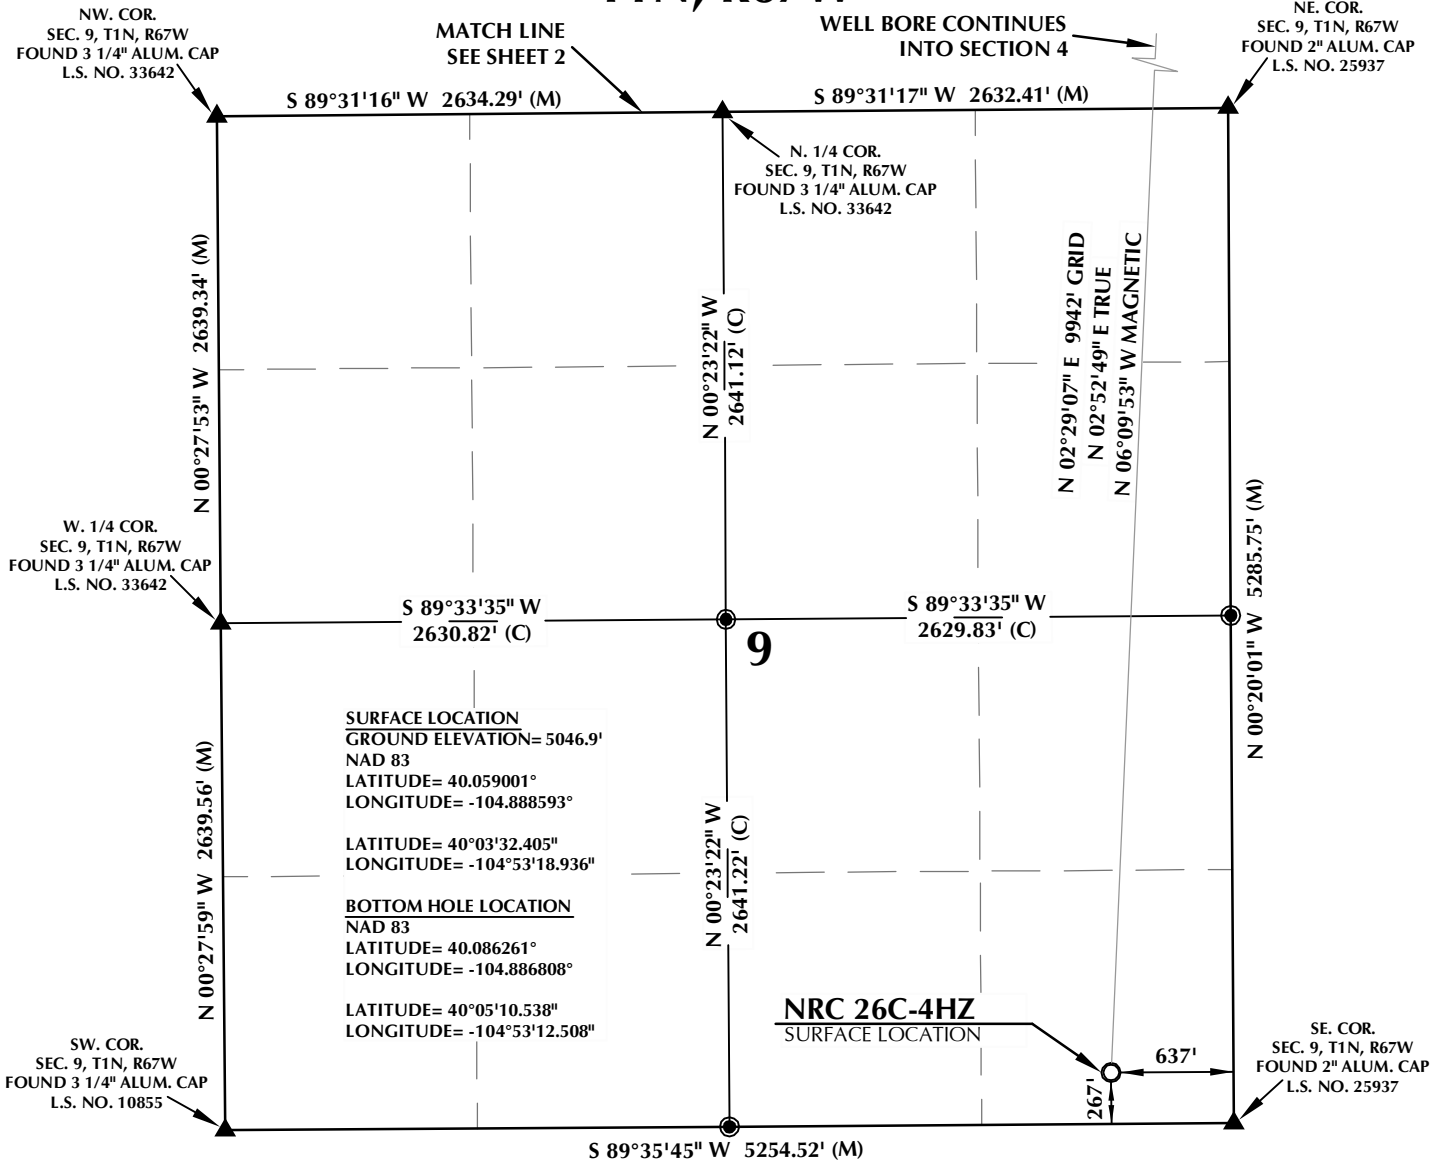 NW. COR.
SEC. 9, T1N, R67W
FOUND 3 1/4" ALUM. CAP
L.S. NO. 33642
MATCH LINE
SEE SHEET 2
WELL BORE CONTINUES
INTO SECTION 4
NE. COR.
SEC. 9, T1N, R67W
FOUND 2" ALUM. CAP
L.S. NO. 25937
S 89°31'16" W 2634.29' (M)
S 89°31'17" W 2632.41' (M)
N. 1/4 COR.
SEC. 9, T1N, R67W
FOUND 3 1/4" ALUM. CAP
L.S. NO. 33642
N 00°27'53" W 2639.34' (M)
N 00°23'22" W
2641.12' (C)
N 02°29'07" E 9942' GRID
N 02°52'49" E TRUE
N 06°09'53" W MAGNETIC
W. 1/4 COR.
SEC. 9, T1N, R67W
FOUND 3 1/4" ALUM. CAP
L.S. NO. 33642
S 89°33'35" W
2630.82' (C)
S 89°33'35" W
2629.83' (C)
9
N 00°20'01" W 5285.75' (M)
SURFACE LOCATION
GROUND ELEVATION= 5046.9'
NAD 83
LATITUDE= 40.059001°
LONGITUDE= -104.888593°
LATITUDE= 40°03'32.405"
LONGITUDE= -104°53'18.936"
BOTTOM HOLE LOCATION
NAD 83
LATITUDE= 40.086261°
LONGITUDE= -104.886808°
LATITUDE= 40°05'10.538"
LONGITUDE= -104°53'12.508"
N 00°27'59" W 2639.56' (M)
N 00°23'22" W
2641.22' (C)
NRC 26C-4HZ
SURFACE LOCATION
637'
267'
SW. COR.
SEC. 9, T1N, R67W
FOUND 3 1/4" ALUM. CAP
L.S. NO. 10855
SE. COR.
SEC. 9, T1N, R67W
FOUND 2" ALUM. CAP
L.S. NO. 25937
S 89°35'45" W 5254.52' (M)